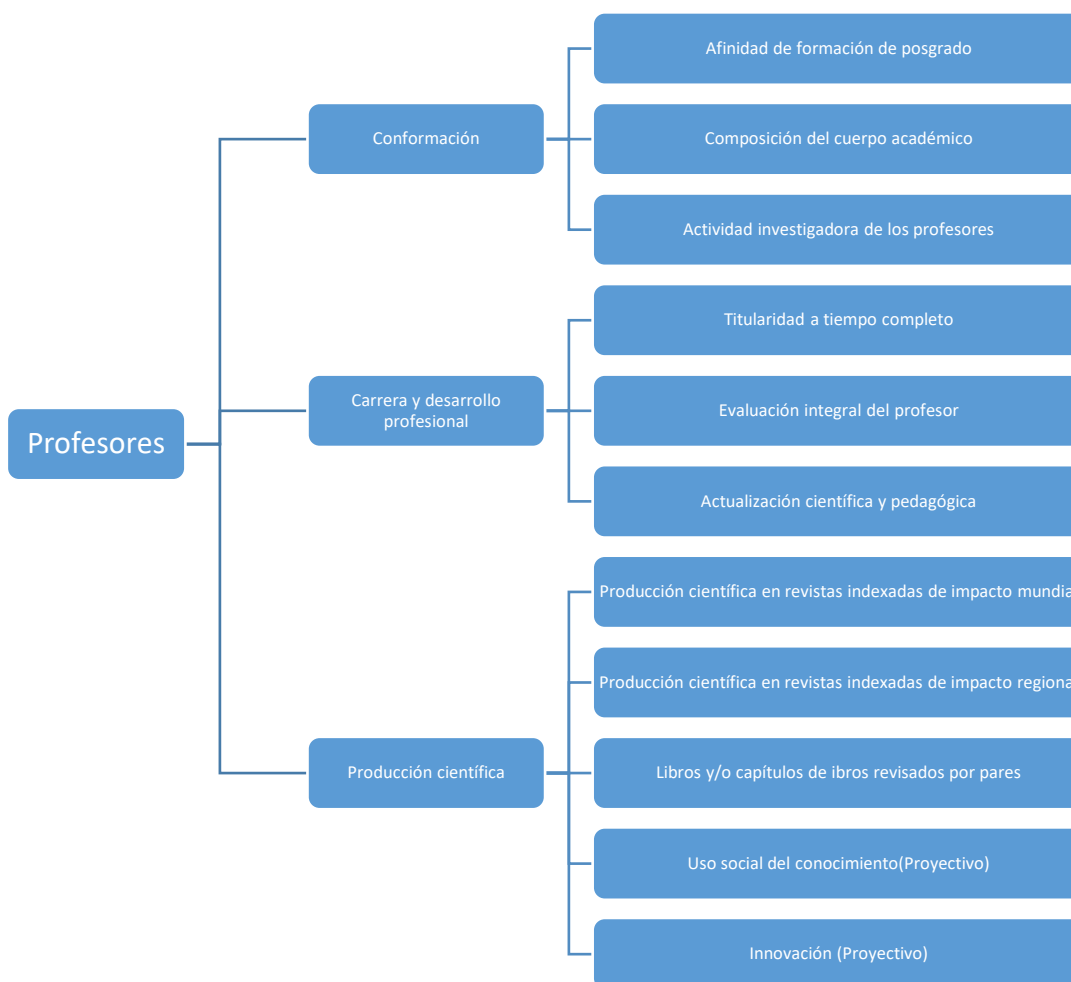 Profesores
Conformación
Afinidad de formación de posgrado
Composición del cuerpo académico
Actividad investigadora de los profesores
Carrera y desarrollo
profesional
Titularidad a tiempo completo
Evaluación integral del profesor
Actualización científica y pedagógica
Producción científica
Producción científica en revistas indexadas de impacto mundia
Producción científica en revistas indexadas de impacto regiona
Libros y/o capítulos de ibros revisados por pares
Uso social del conocimiento(Proyectivo)
Innovación (Proyectivo)